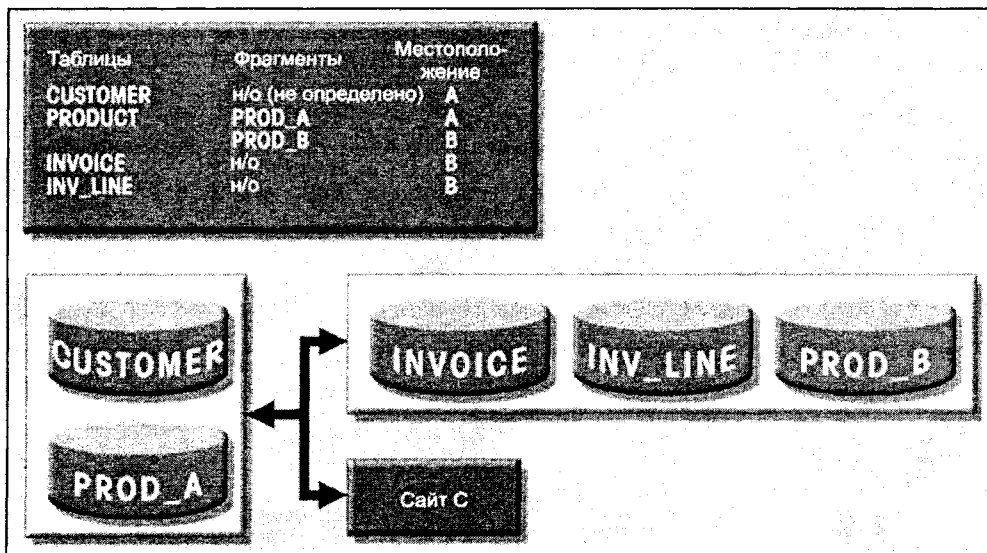 Таблицы Фрагменты Местополо-
жение
CUSTOMER н/о (не определено) A
PRODUCT PROD_A A
PROD_B B
INVOICE н/о B
INV_LINE н/о B
CUSTOMER
INVOICE INV_LINE PROD_B
PROD_A
Сайт C